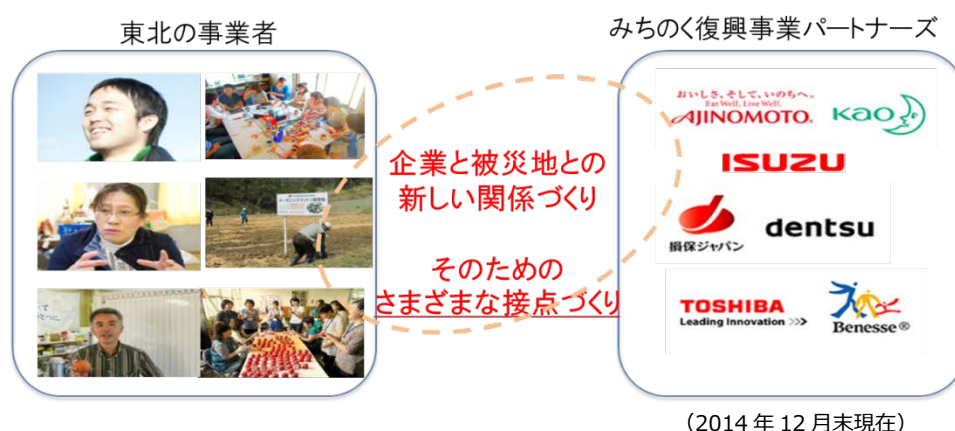 東北の事業者
みちのく復興事業パートナーズ
企業と被災地との
新しい関係づくり
そのための
さまざまな接点づくり
おいしさ、そして、いのちへ。
Eat Well, Live Well.
AJINOMOTO.
Kao
ISUZU
損保ジャパン
dentsu
TOSHIBA
Leading Innovation >>>
Benesse®
(2014 年 12 月末現在)